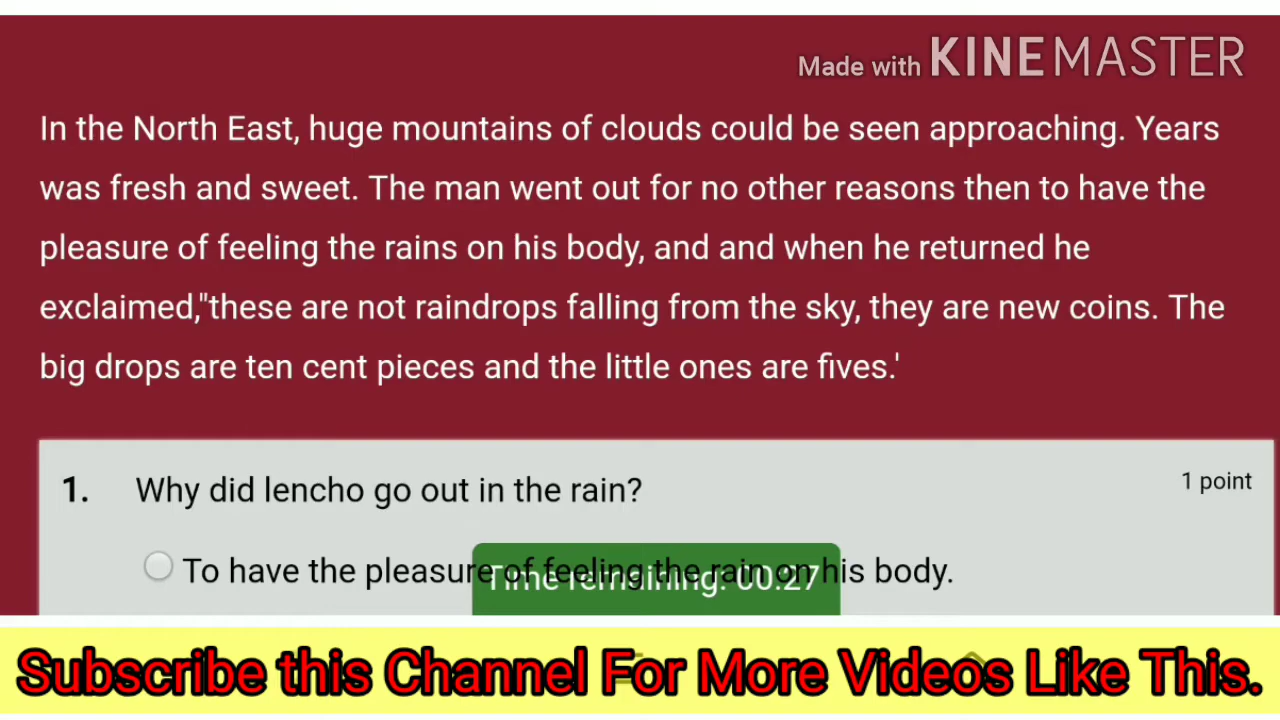 Made with KINEMASTER
In the North East, huge mountains of clouds could be seen approaching. Years
was fresh and sweet. The man went out for no other reasons then to have the
pleasure of feeling the rains on his body, and and when he returned he
exclaimed,"these are not raindrops falling from the sky, they are new coins. The
big drops are ten cent pieces and the little ones are fives.'
1. Why did lencho go out in the rain? 1 point
To have the pleasure of feeling the rain on his body.
Time remaining: 00:27
Subscribe this Channel For More Videos Like This.